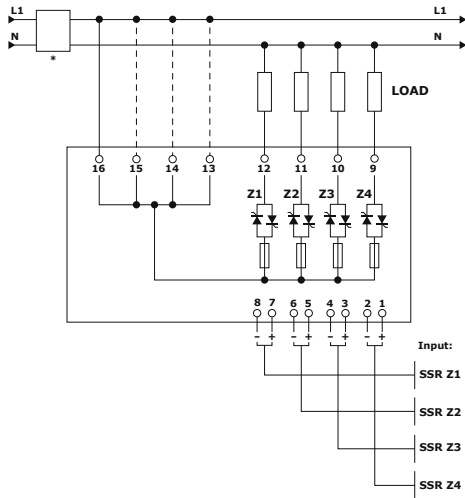 L1 L1
N N
*
LOAD
16 15 14 13 12 11 10 9
Z1 Z2 Z3 Z4
8 7 6 5 4 3 2 1
- + - + - + - +
Input:
SSR Z1
SSR Z2
SSR Z3
SSR Z4